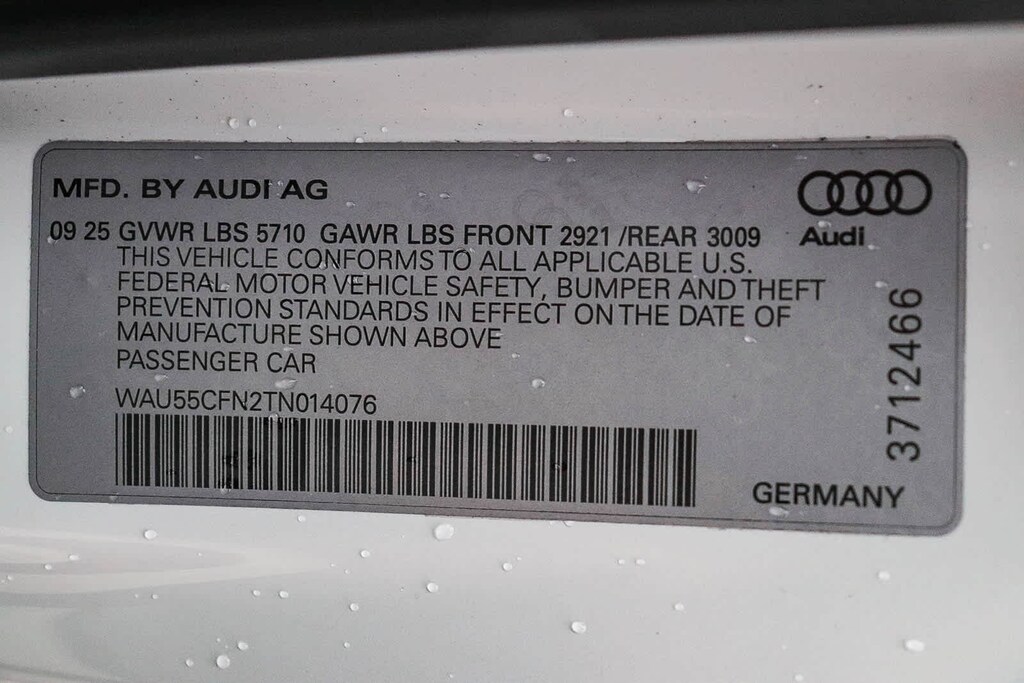 MFD. BY AUDI AG
09 25 GVWR LBS 5710 GAWR LBS FRONT 2921 /REAR 3009
Audi
THIS VEHICLE CONFORMS TO ALL APPLICABLE U.S.
FEDERAL MOTOR VEHICLE SAFETY, BUMPER AND THEFT
PREVENTION STANDARDS IN EFFECT ON THE DATE OF
MANUFACTURE SHOWN ABOVE
PASSENGER CAR
WAU55CFN2TN014076
3712466
GERMANY